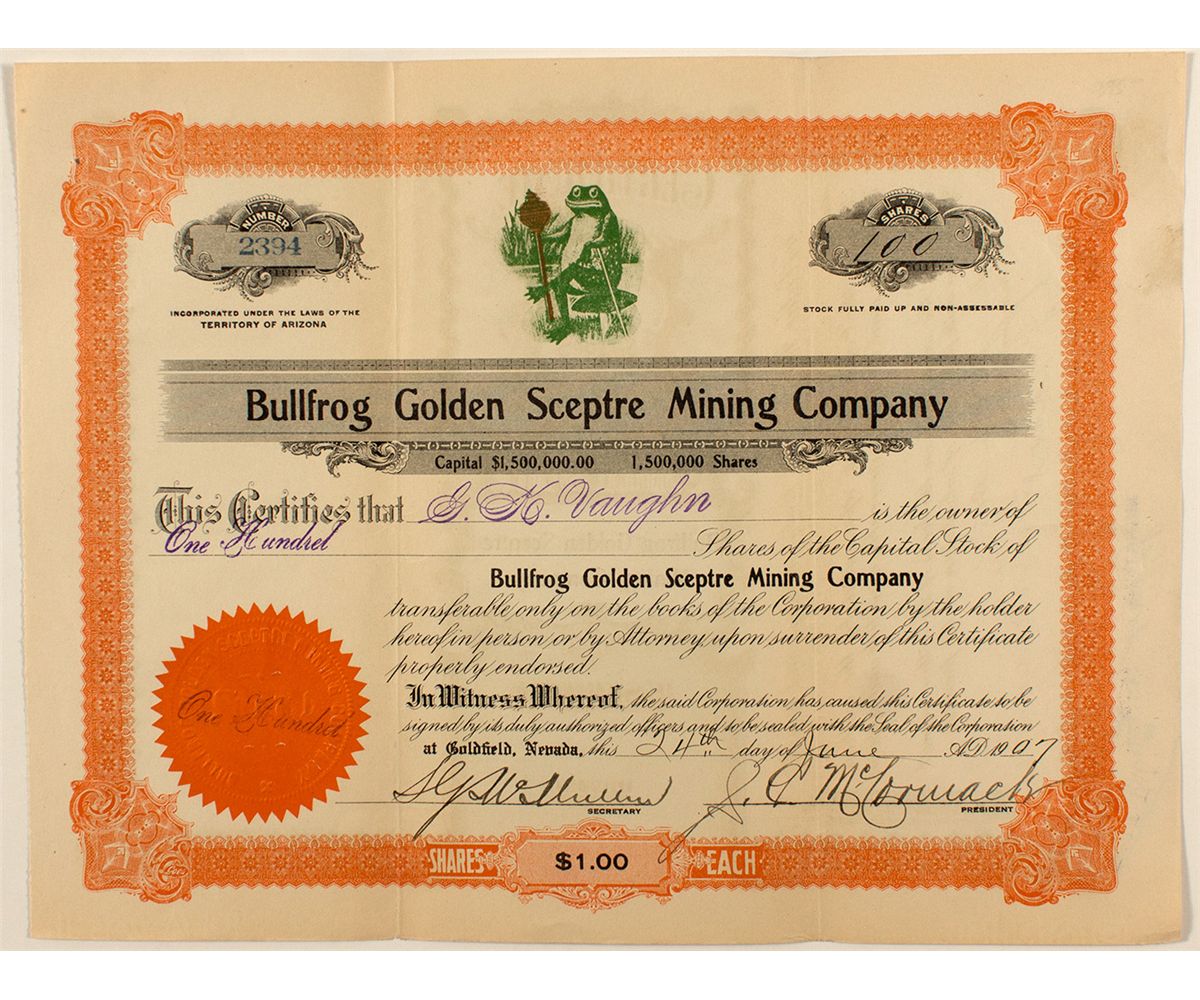 NUMBER
2394
SHARES
100
INCORPORATED UNDER THE LAWS OF THE
TERRITORY OF ARIZONA
STOCK FULLY PAID UP AND NON-ASSESSABLE
Bullfrog Golden Sceptre Mining Company
Capital $1,500,000.00 1,500,000 Shares
This Certifies that G. K. Vaughn is the owner of
One Hundred Shares of the Capital Stock of
Bullfrog Golden Sceptre Mining Company
transferable only on the books of the Corporation by the holder
hereof in person or by Attorney, upon surrender of this Certificate
properly endorsed.
In Witness Whereof, the said Corporation has caused this Certificate to be
signed by its duly authorized officers and to be sealed with the Seal of the Corporation
at Goldfield, Nevada, this 24th day of June A.D. 1907
One Hundred
J. C. McCormack
SECRETARY
PRESIDENT
SHARES $1.00 EACH